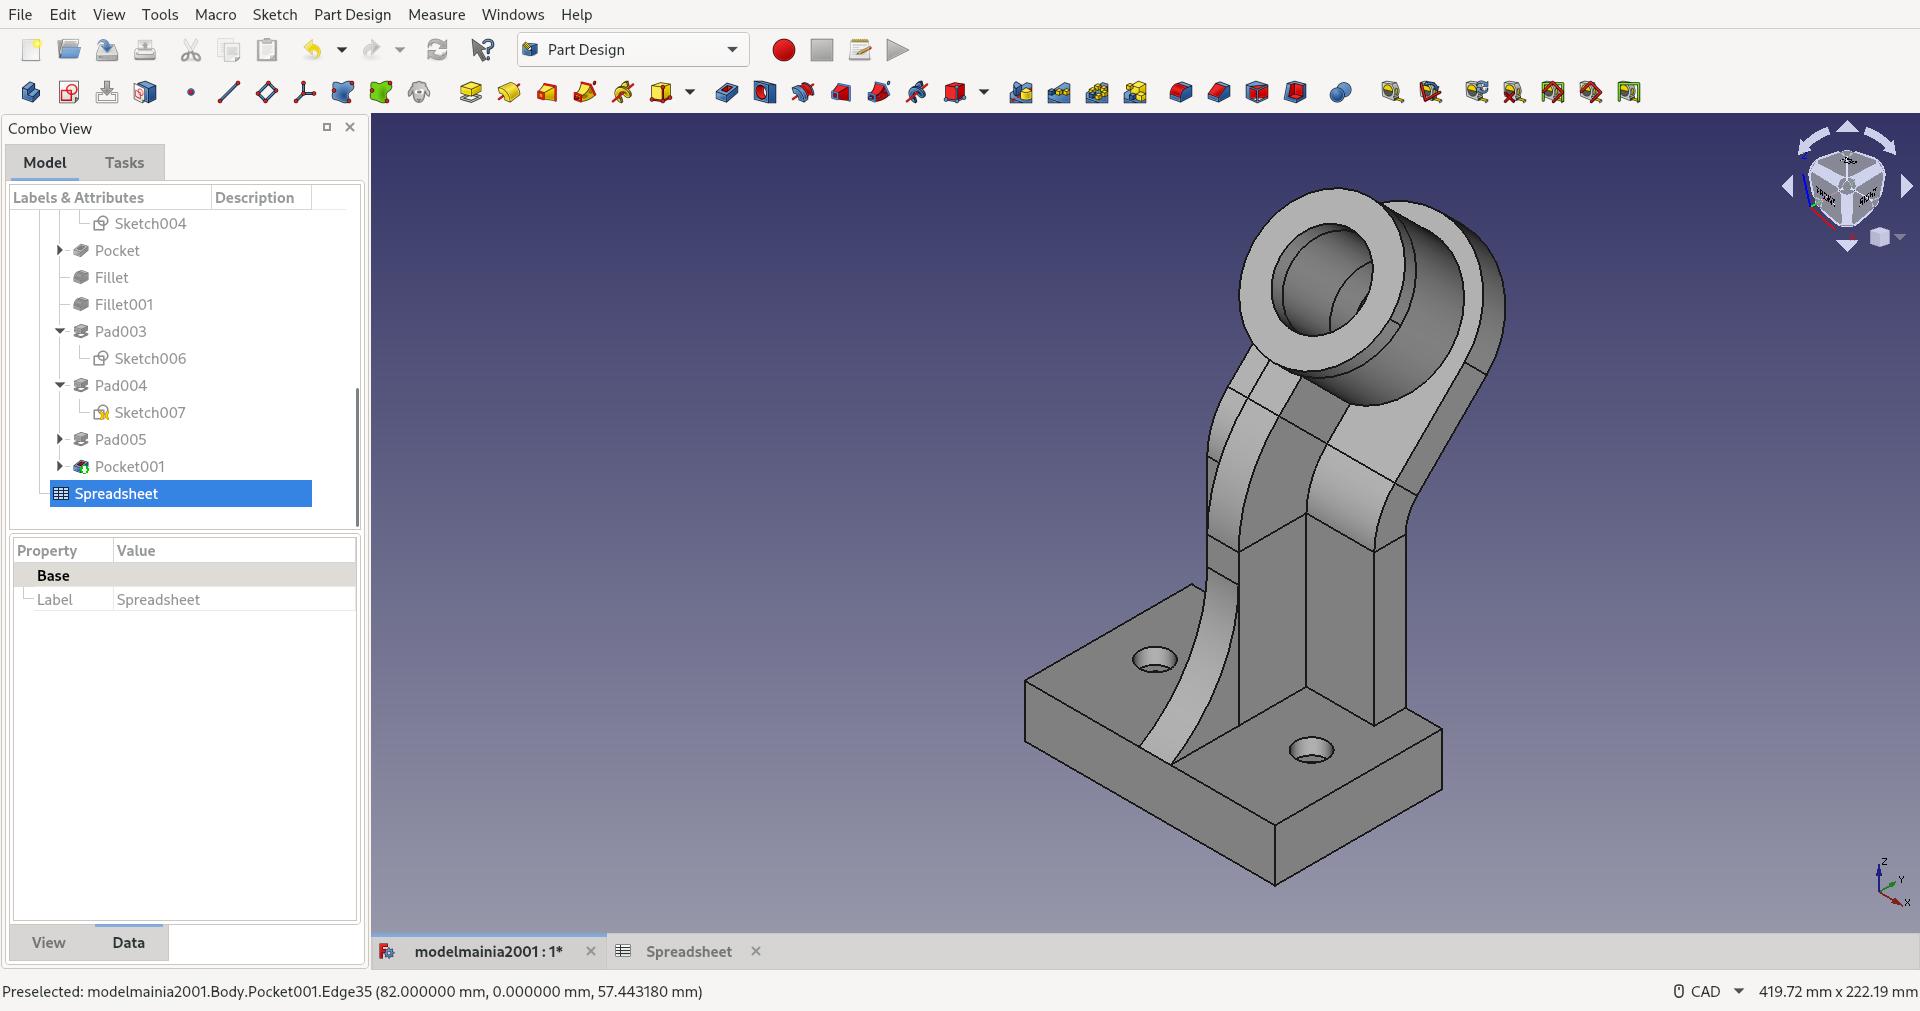 File Edit View Tools Macro Sketch Part Design Measure Windows Help
Part Design
Combo View
Model Tasks
Labels & Attributes Description
Sketch004
Pocket
Fillet
Fillet001
Pad003
Sketch006
Pad004
Sketch007
Pad005
Pocket001
Spreadsheet
Property Value
Base
Label Spreadsheet
View Data
Z
Y
X
modelmainia2001 : 1* Spreadsheet
Preselected: modelmainia2001.Body.Pocket001.Edge35 (82.000000 mm, 0.000000 mm, 57.443180 mm) CAD 419.72 mm x 222.19 mm